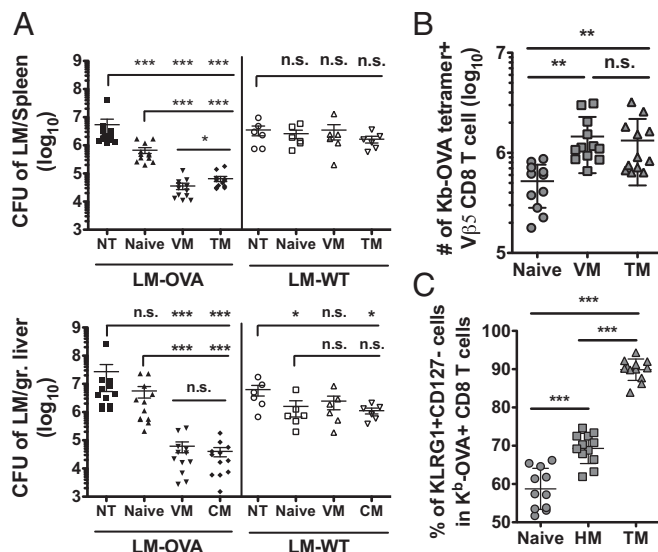 A
CFU of LM/Spleen
(log10)
9
8
7
6
5
4
3
*** *** ***
*** ***
*
n.s. n.s. n.s.
NT Naive VM TM NT Naive VM TM
LM-OVA LM-WT
CFU of LM/gr. liver
(log10)
9
8
7
6
5
4
3
2
n.s. *** ***
*** ***
n.s.
* n.s. *
n.s. n.s.
NT Naive VM CM NT Naive VM CM
LM-OVA LM-WT
B
# of Kb-OVA tetramer+
Vβ5 CD8 T cell (log10)
**
** n.s.
6
6
5
Naive VM TM
C
% of KLRG1+CD127- cells
in Kb-OVA+ CD8 T cells
***
***
***
100
90
80
70
60
50
Naive HM TM